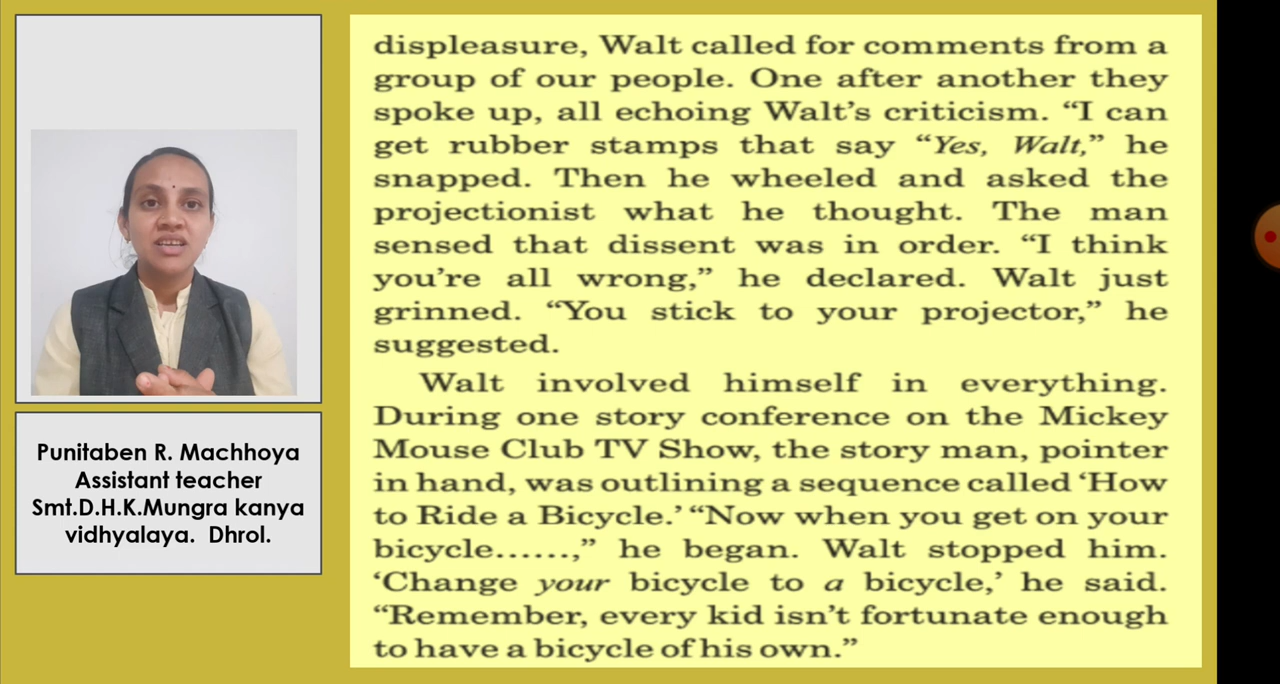 displeasure, Walt called for comments from a
group of our people. One after another they
spoke up, all echoing Walt’s criticism. “I can
get rubber stamps that say “Yes, Walt,” he
snapped. Then he wheeled and asked the
projectionist what he thought. The man
sensed that dissent was in order. “I think
you’re all wrong,” he declared. Walt just
grinned. “You stick to your projector,” he
suggested.
Walt involved himself in everything.
During one story conference on the Mickey
Mouse Club TV Show, the story man, pointer
in hand, was outlining a sequence called ‘How
to Ride a Bicycle.’ “Now when you get on your
bicycle......,” he began. Walt stopped him.
‘Change your bicycle to a bicycle,’ he said.
“Remember, every kid isn’t fortunate enough
to have a bicycle of his own.”
Punitaben R. Machhoya
Assistant teacher
Smt.D.H.K.Mungra kanya
vidhyalaya. Dhrol.